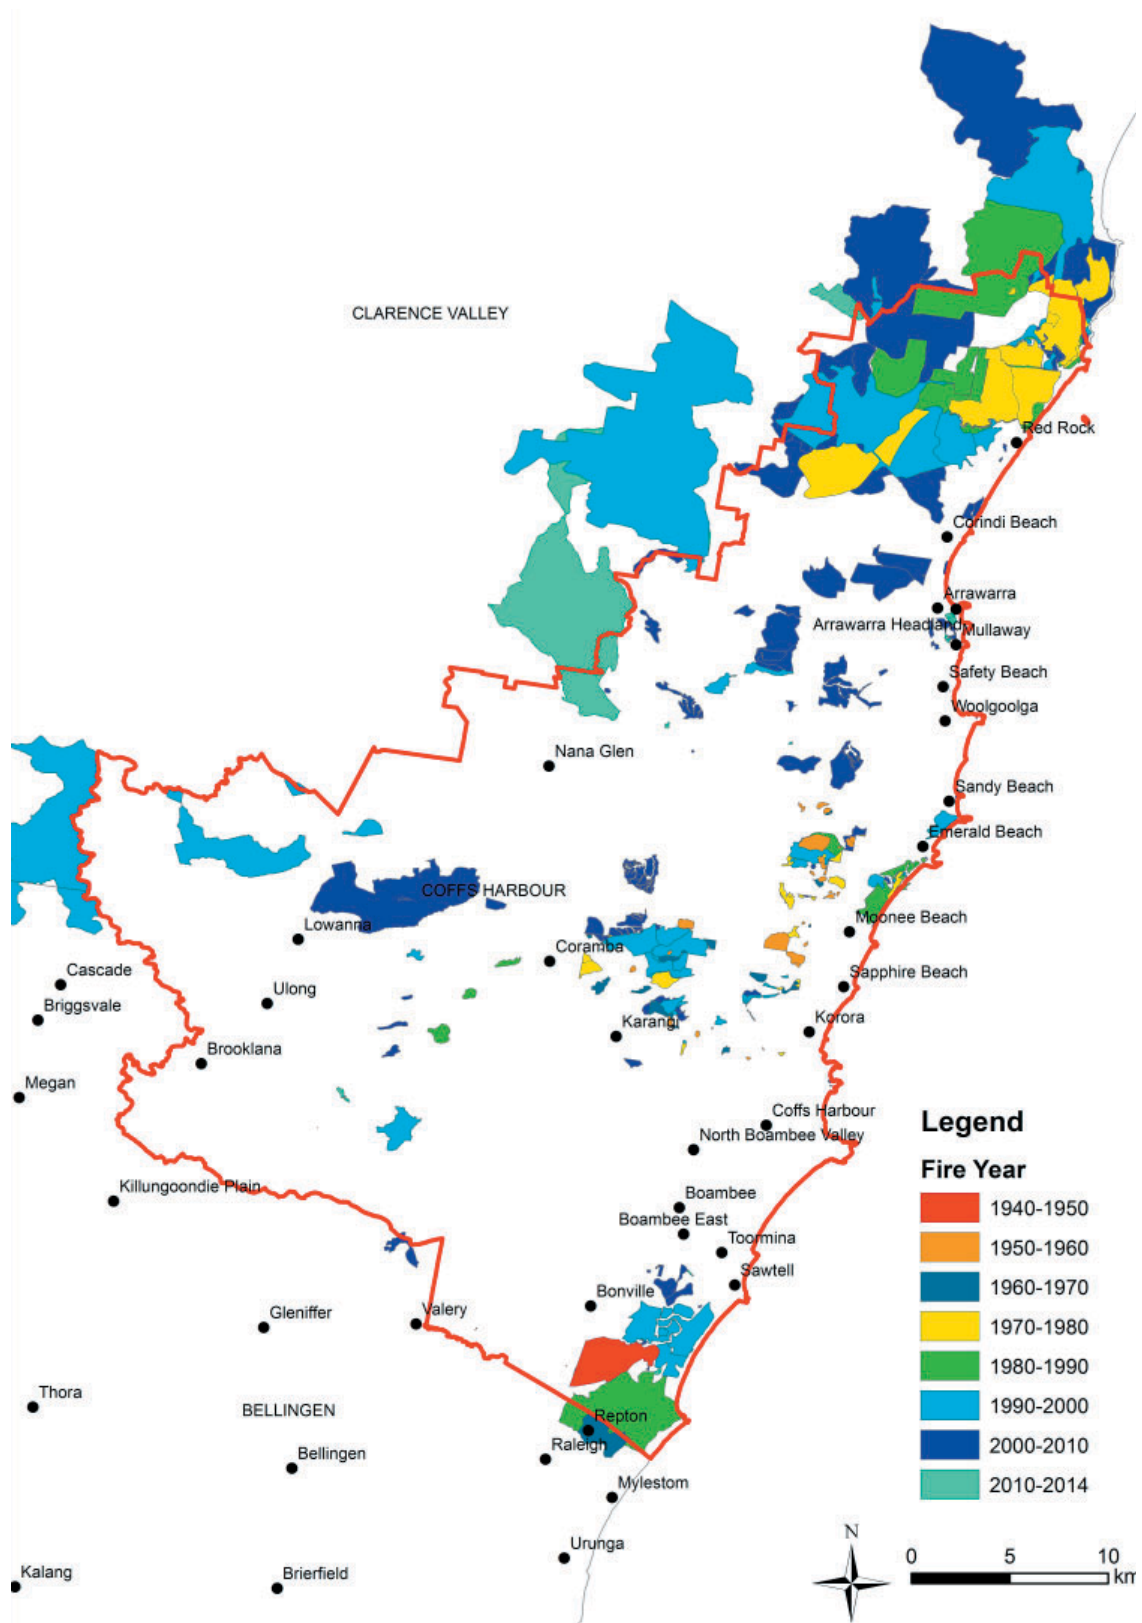 CLARENCE VALLEY
Red Rock
Corindi Beach
Arrawarra
Arrawarra Headland
Mullaway
Safety Beach
Woolgoolga
Nana Glen
Sandy Beach
Emerald Beach
COFFS HARBOUR
Lowanna
Moonee Beach
Coramba
Cascade
Sapphire Beach
Ulong
Briggsvale
Karangi
Korora
Brooklana
Megan
Coffs Harbour
North Boambee Valley
Killungoondie Plain
Boambee
Boambee East
Toormina
Sawtell
Bonville
Gleniffer
Valery
Thora
BELLINGEN
Repton
Raleigh
Bellingen
Mylestom
Urunga
Kalang
Brierfield
Legend
Fire Year
1940-1950
1950-1960
1960-1970
1970-1980
1980-1990
1990-2000
2000-2010
2010-2014
N
0 5 10
km